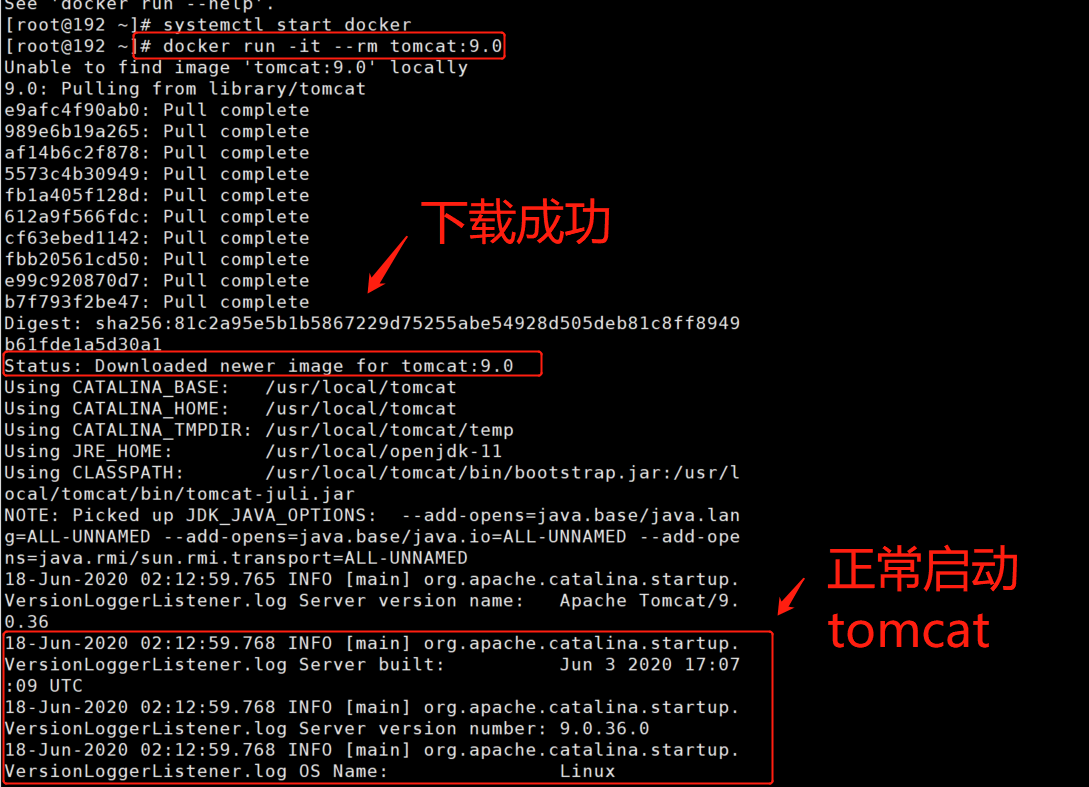 See 'docker run --help'.
[root@192 ~]# systemctl start docker
[root@192 ~]# docker run -it --rm tomcat:9.0
Unable to find image 'tomcat:9.0' locally
9.0: Pulling from library/tomcat
e9afc4f90ab0: Pull complete
989e6b19a265: Pull complete
af14b6c2f878: Pull complete
5573c4b30949: Pull complete
fb1a405f128d: Pull complete
612a9f566fdc: Pull complete
下载成功
cf63ebed1142: Pull complete
fbb20561cd50: Pull complete
e99c920870d7: Pull complete
b7f793f2be47: Pull complete
Digest: sha256:81c2a95e5b1b5867229d75255abe54928d505deb81c8ff8949
b61fde1a5d30a1
Status: Downloaded newer image for tomcat:9.0
Using CATALINA_BASE:   /usr/local/tomcat
Using CATALINA_HOME:   /usr/local/tomcat
Using CATALINA_TMPDIR: /usr/local/tomcat/temp
Using JRE_HOME:        /usr/local/openjdk-11
Using CLASSPATH:       /usr/local/tomcat/bin/bootstrap.jar:/usr/l
ocal/tomcat/bin/tomcat-juli.jar
NOTE: Picked up JDK_JAVA_OPTIONS:  --add-opens=java.base/java.lan
g=ALL-UNNAMED --add-opens=java.base/java.io=ALL-UNNAMED --add-ope
ns=java.rmi/sun.rmi.transport=ALL-UNNAMED
18-Jun-2020 02:12:59.765 INFO [main] org.apache.catalina.startup.
VersionLoggerListener.log Server version name:   Apache Tomcat/9.
0.36
正常启动
tomcat
18-Jun-2020 02:12:59.768 INFO [main] org.apache.catalina.startup.
VersionLoggerListener.log Server built:          Jun 3 2020 17:07
:09 UTC
18-Jun-2020 02:12:59.768 INFO [main] org.apache.catalina.startup.
VersionLoggerListener.log Server version number: 9.0.36.0
18-Jun-2020 02:12:59.768 INFO [main] org.apache.catalina.startup.
VersionLoggerListener.log OS Name:               Linux